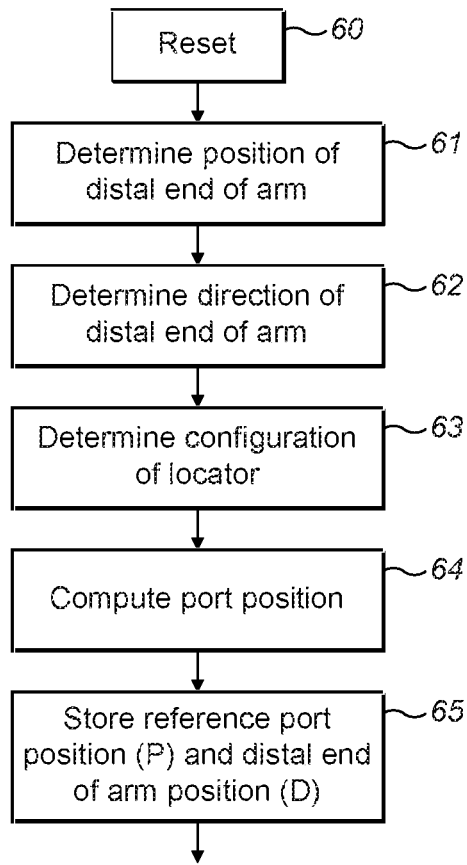 Reset
60
Determine position of
distal end of arm
61
Determine direction of
distal end of arm
62
Determine configuration
of locator
63
Compute port position
64
Store reference port
position (P) and distal end
of arm position (D)
65